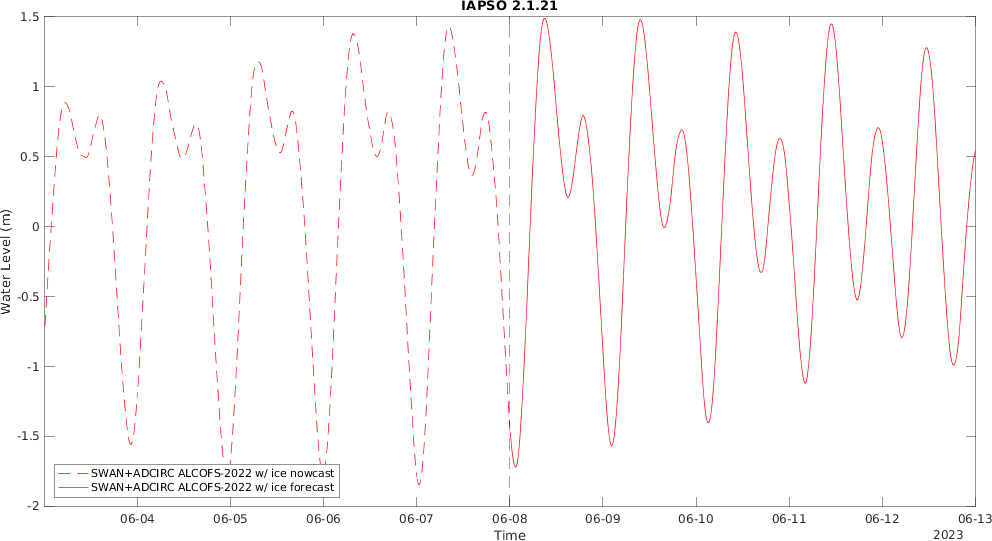 IAPSO 2.1.21
1.5
1
0.5
0
-0.5
-1
-1.5
-2
Water Level (m)
SWAN+ADCIRC ALCOFS-2022 w/ ice nowcast
SWAN+ADCIRC ALCOFS-2022 w/ ice forecast
06-04 06-05 06-06 06-07 06-08 06-09 06-10 06-11 06-12 06-13
Time
2023